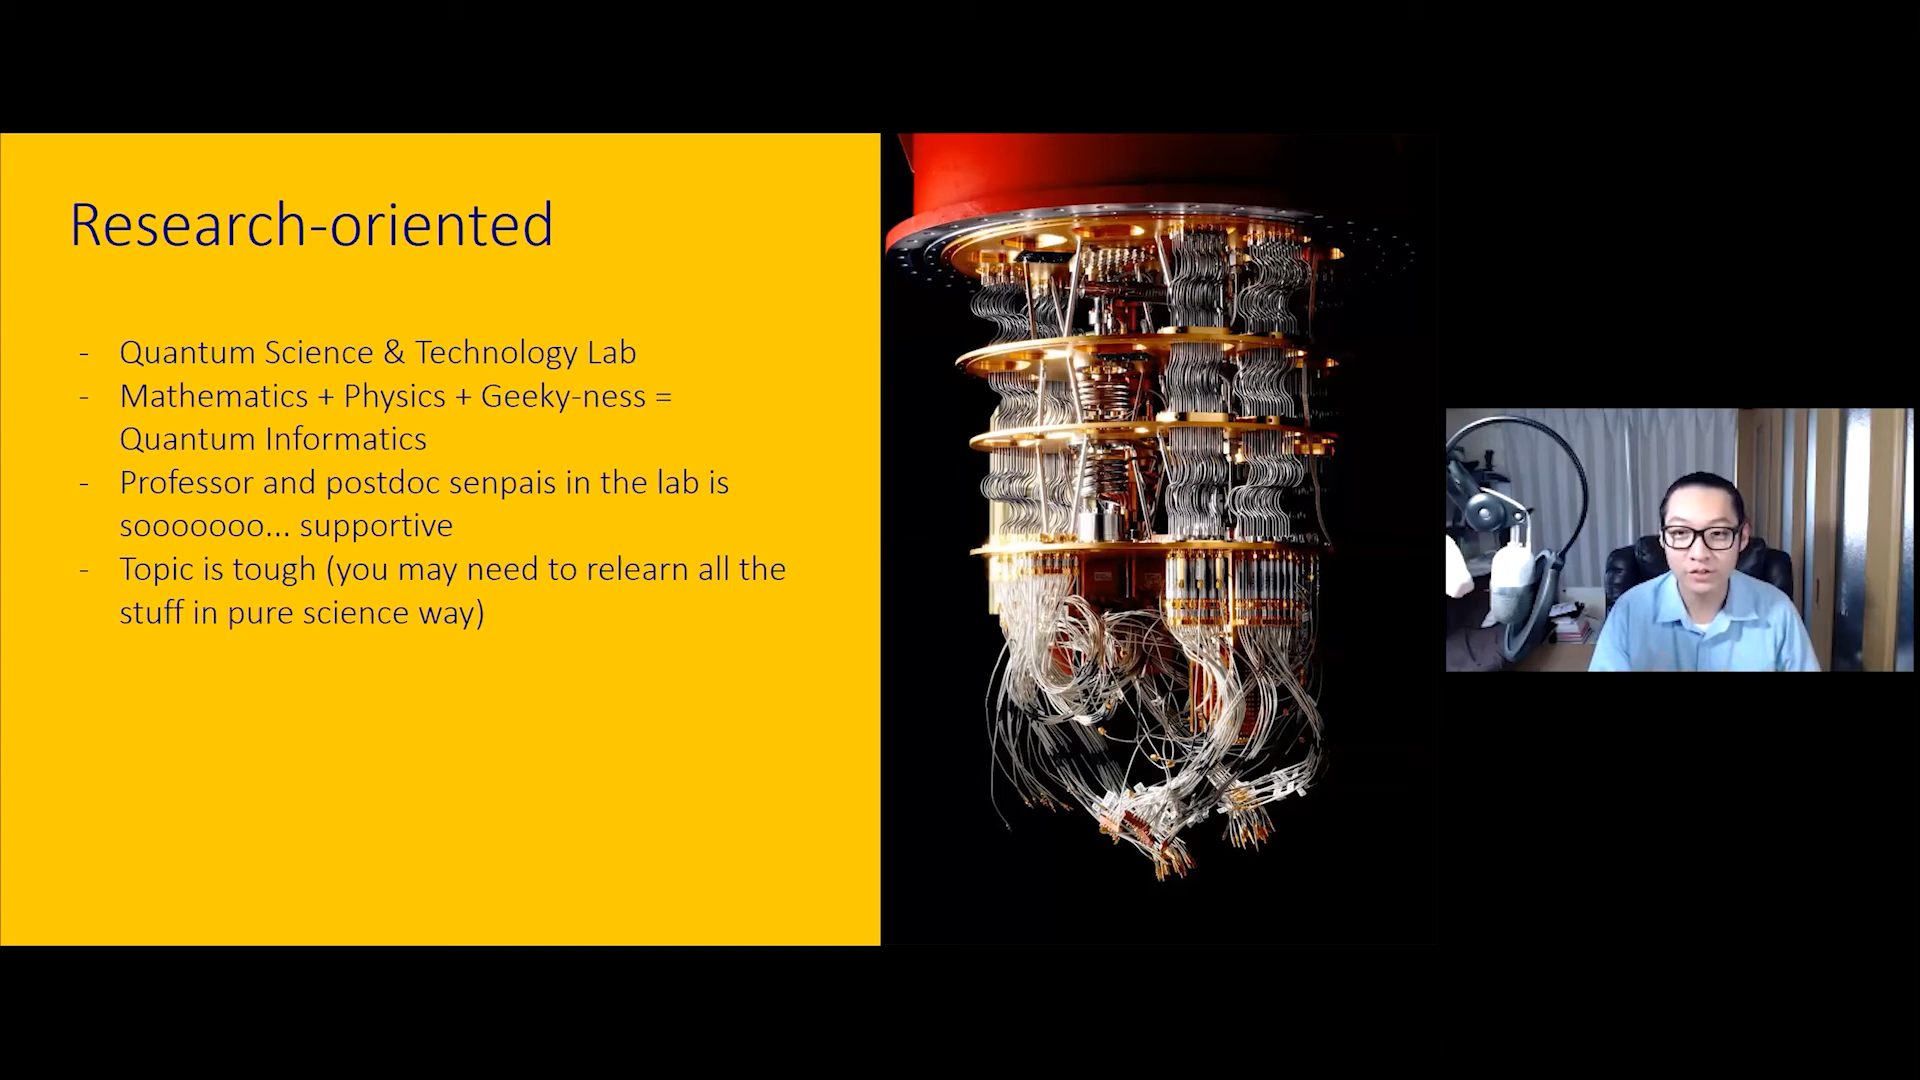 Research-oriented
- Quantum Science & Technology Lab
- Mathematics + Physics + Geeky-ness =
Quantum Informatics
- Professor and postdoc senpais in the lab is
sooooooo... supportive
- Topic is tough (you may need to relearn all the
stuff in pure science way)